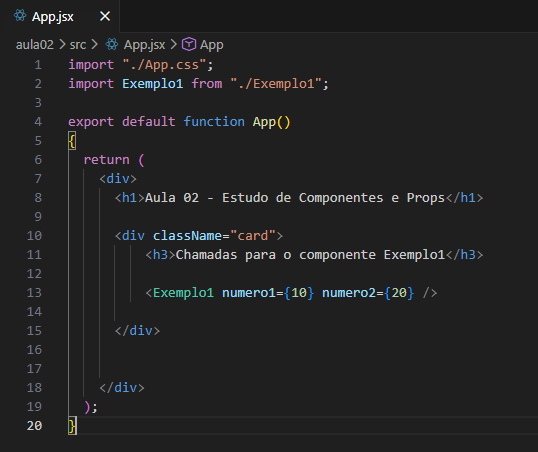 App.jsx ×
aula02 > src > App.jsx > App
1 import "./App.css";
2 import Exemplo1 from "./Exemplo1";
3
4 export default function App()
5 {
6 return (
7 <div>
8 <h1>Aula 02 - Estudo de Componentes e Props</h1>
9
10 <div className="card">
11 <h3>Chamadas para o componente Exemplo1</h3>
12
13 <Exemplo1 numero1={10} numero2={20} />
14
15 </div>
16
17
18 </div>
19 );
20 }